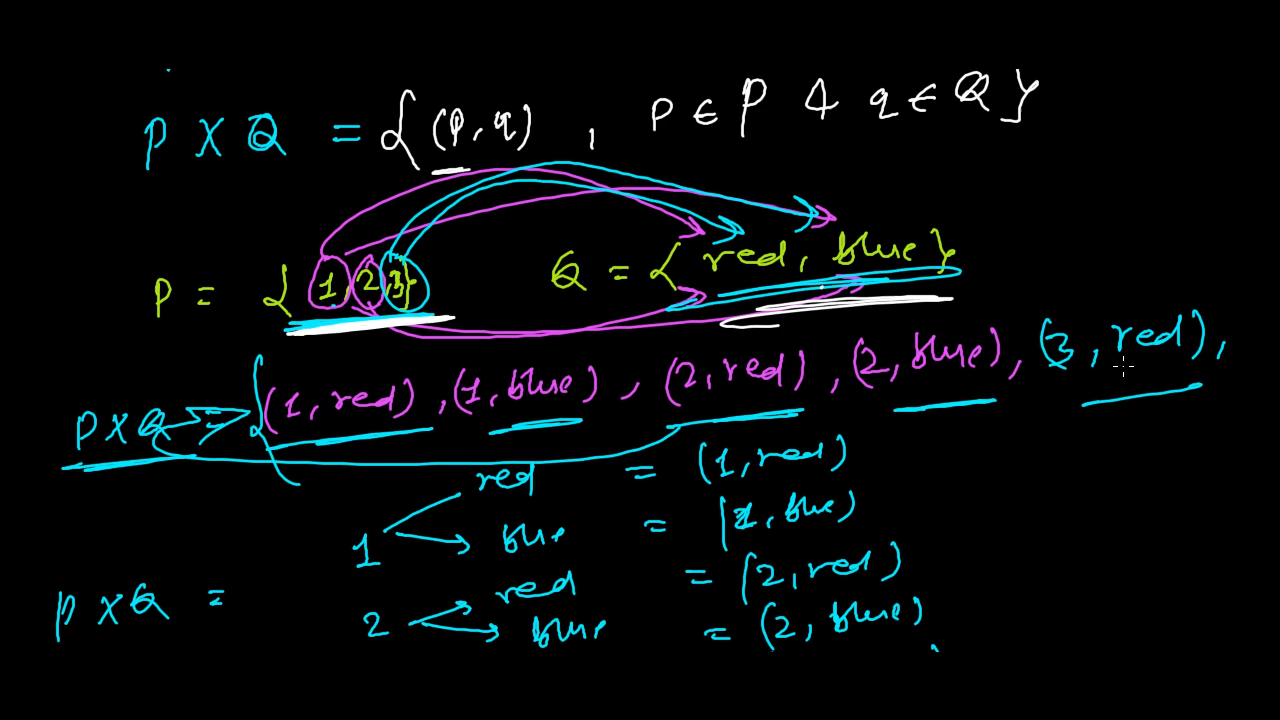 P X Q = {(p, q) , P ∈ P & q ∈ Q}
P = {1, 2, 3} Q = {red, blue}
P X Q = {(1, red), (1, blue), (2, red), (2, blue), (3, red),
red = (1, red)
1 blue = (1, blue)
red = (2, red)
P X Q = 2 blue = (2, blue)